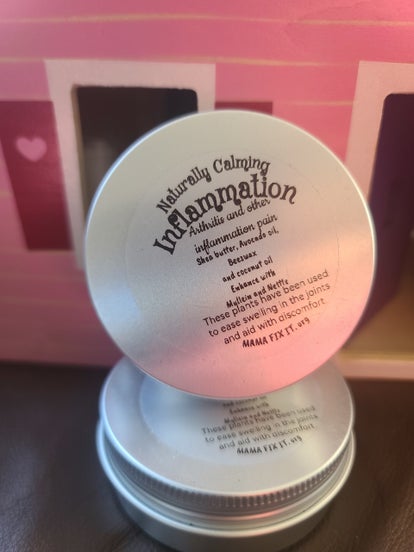 Naturally Calming
Inflammation
Arthritis and other
inflammation pain
Shea butter, Avocado oil,
Beeswax
and coconut oil
Enhance with
Mullein and Nettle
These plants have been used
to ease swelling in the joints
and aid with discomfort.
MAMA FIX IT.org
and coconut oil
Enhance with
Mullein and Nettle
These plants have been used
to ease swelling in the joints
and aid with discomfort.
MAMA FIX IT.org